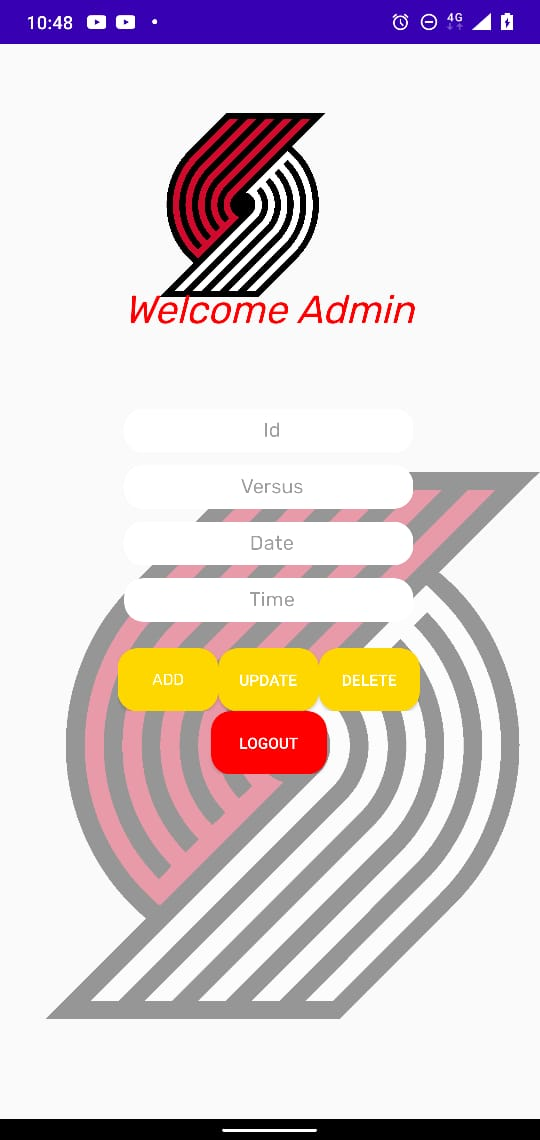 10:48
4G
Welcome Admin
Id
Versus
Date
Time
ADD UPDATE DELETE
LOGOUT